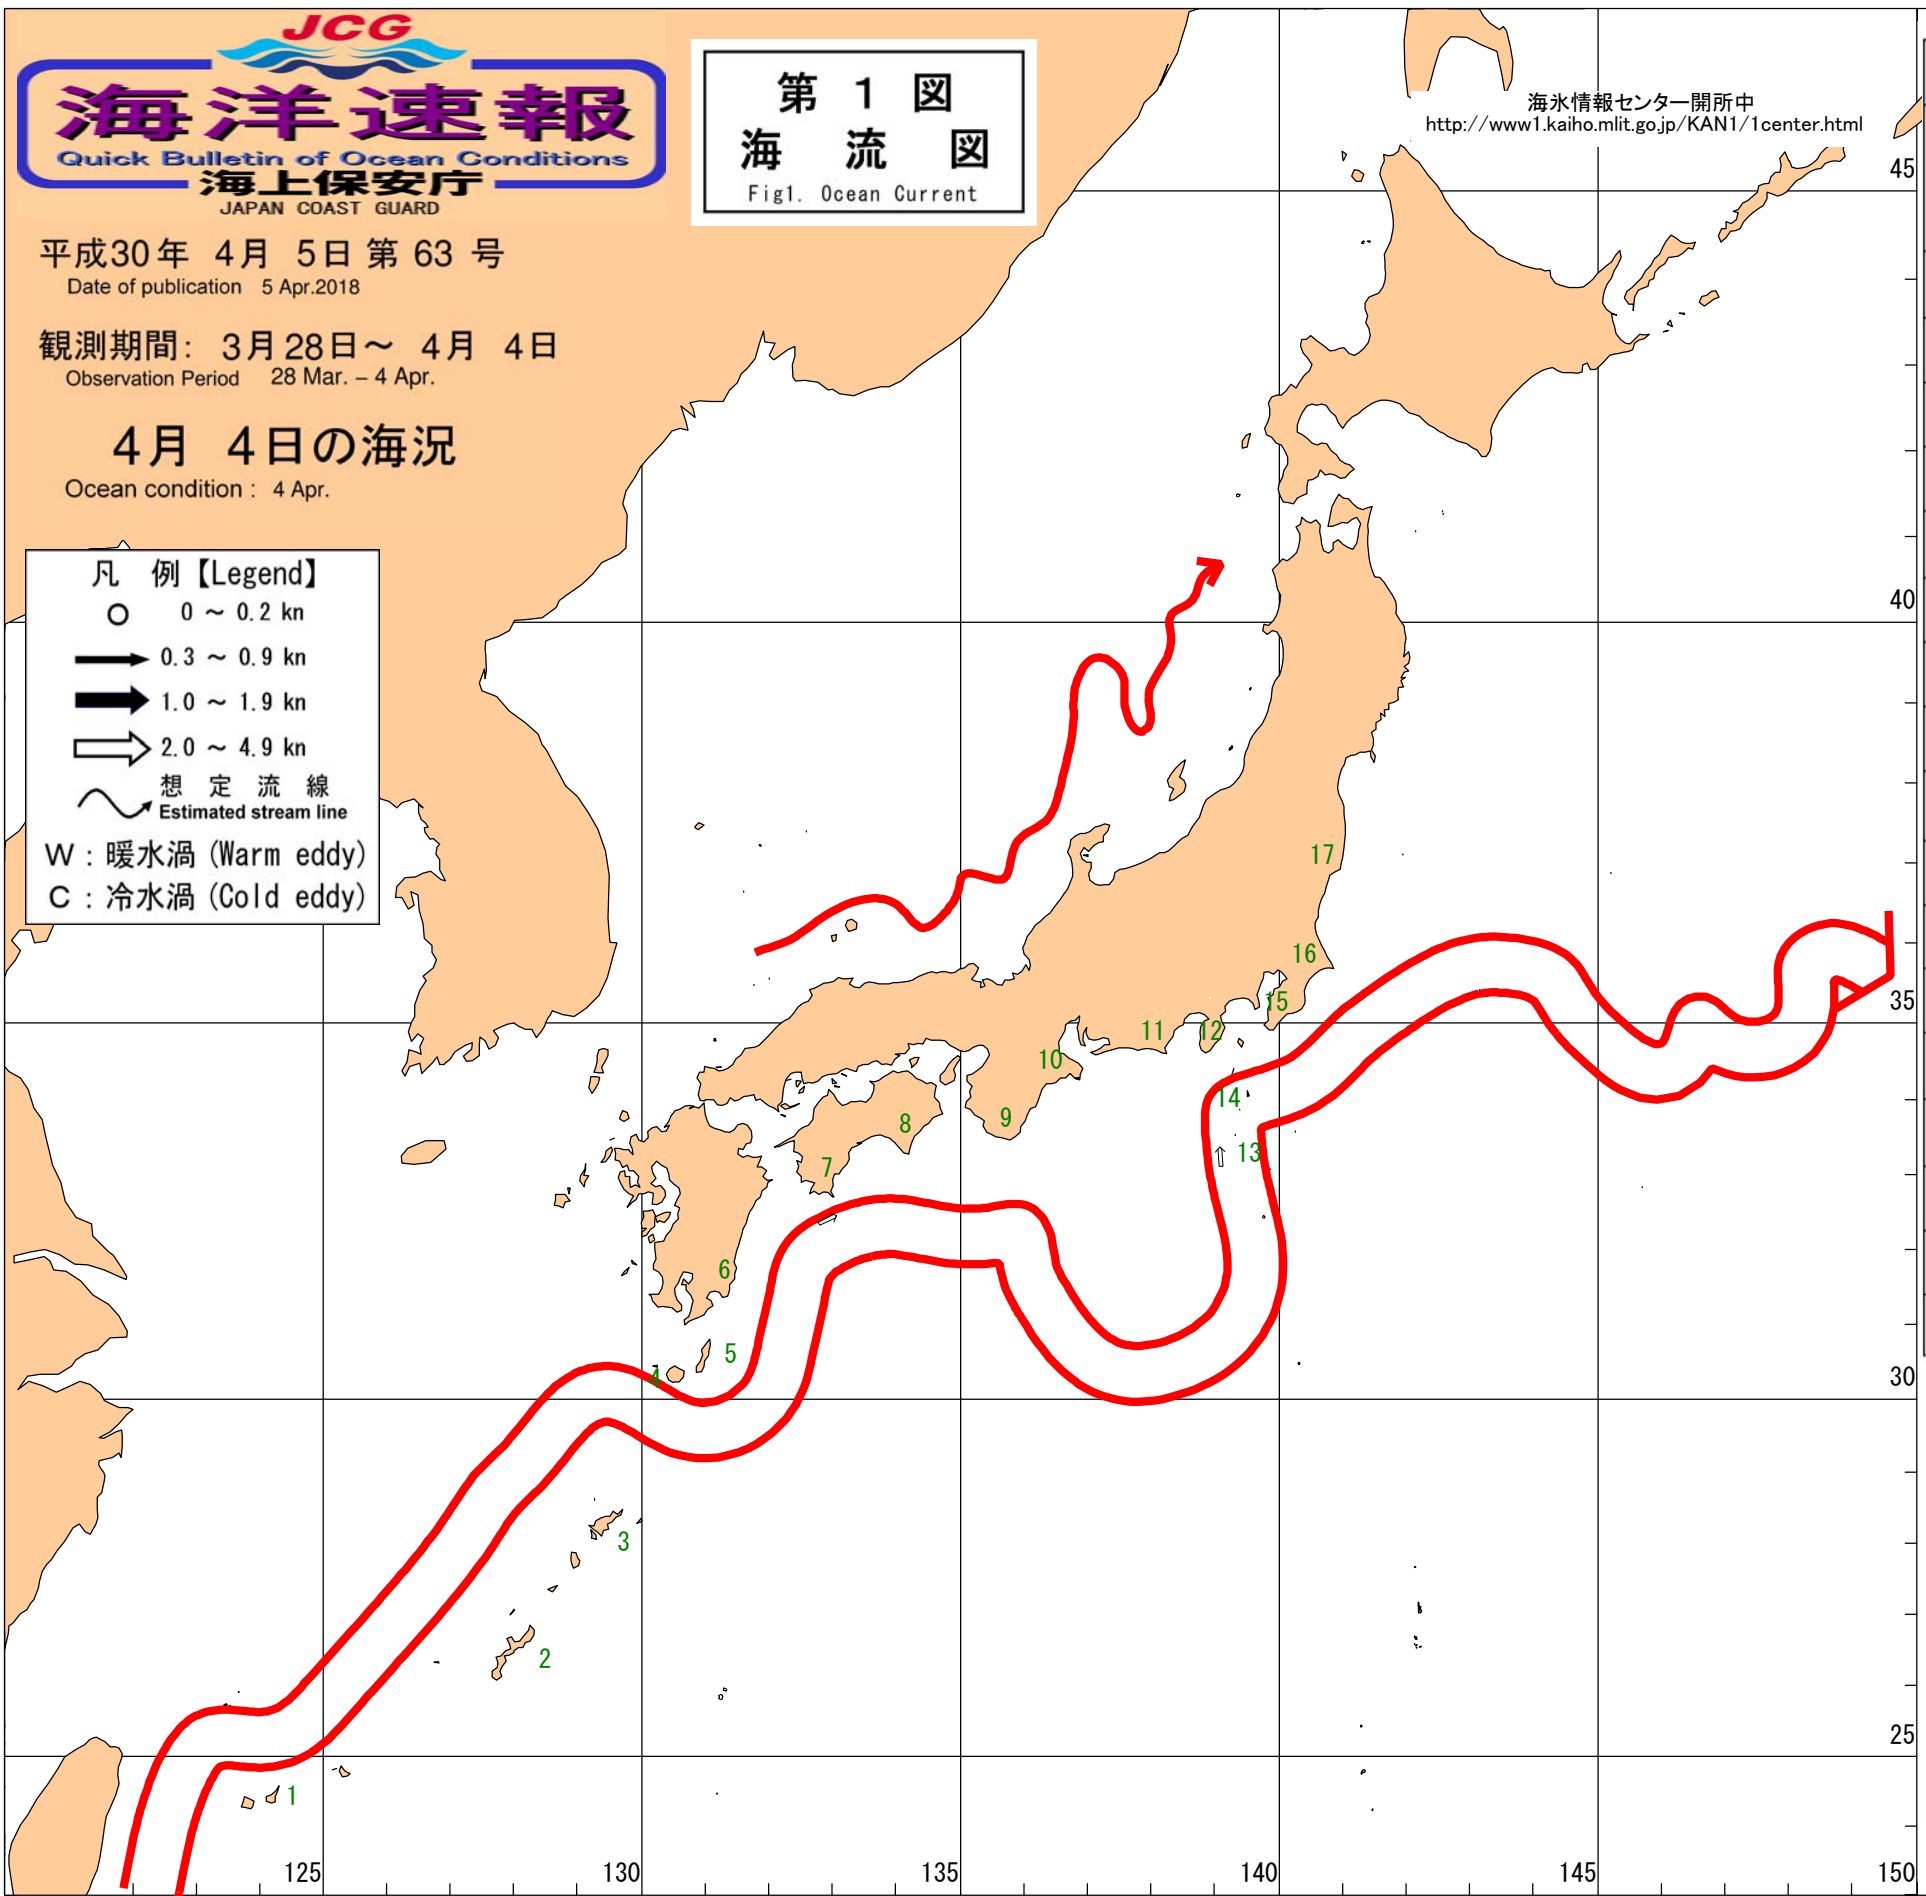 JCG
海洋速報
Quick Bulletin of Ocean Conditions
海上保安庁
JAPAN COAST GUARD
平成30年 4月 5日 第 63 号
Date of publication 5 Apr.2018
観測期間: 3月28日～ 4月 4日
Observation Period 28 Mar. – 4 Apr.
4月 4日の海況
Ocean condition : 4 Apr.
第 1 図
海 流 図
Fig1. Ocean Current
海氷情報センター開所中
http://www1.kaiho.mlit.go.jp/KAN1/1center.html
凡 例【Legend】
0 ～ 0.2 kn
0.3 ～ 0.9 kn
1.0 ～ 1.9 kn
2.0 ～ 4.9 kn
想 定 流 線
Estimated stream line
W : 暖水渦 (Warm eddy)
C : 冷水渦 (Cold eddy)
45
40
35
30
25
17
16
15
12
11
10
14
13
9
8
7
6
5
4
3
2
1
125
130
135
140
145
150